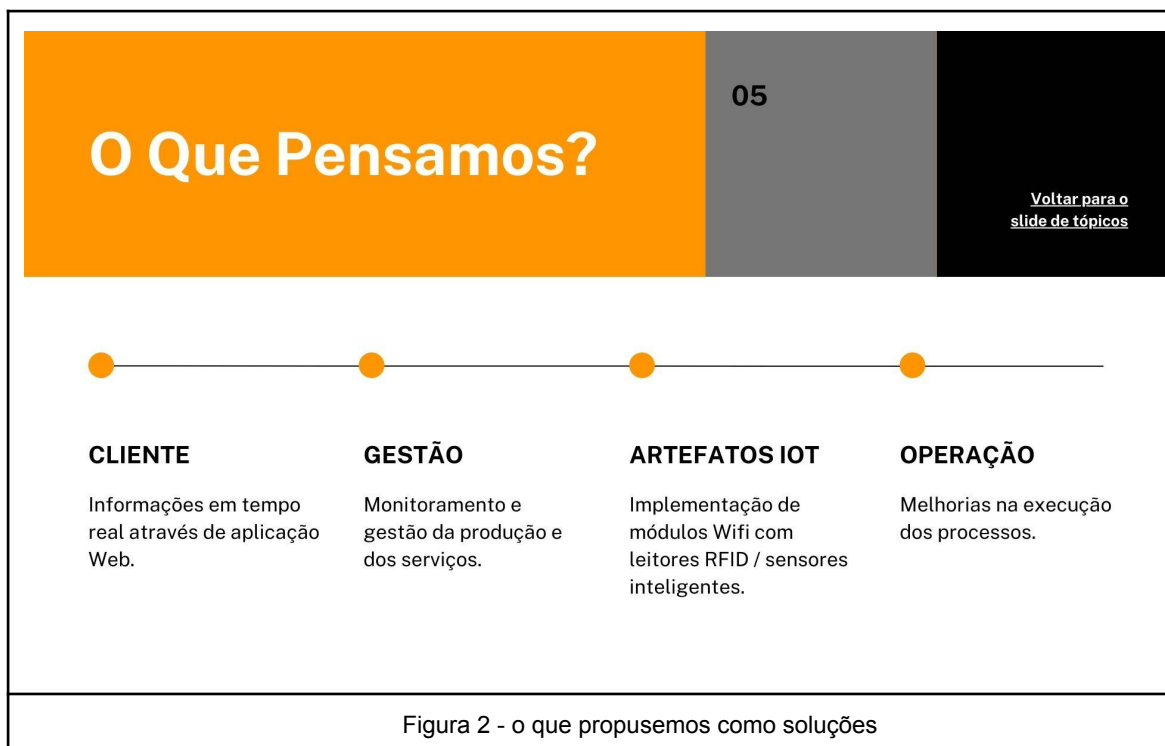 O Que Pensamos?
05
Voltar para o
slide de tópicos
CLIENTE
Informações em tempo
real através de aplicação
Web.
GESTÃO
Monitoramento e
gestão da produção e
dos serviços.
ARTEFATOS IOT
Implementação de
módulos Wifi com
leitores RFID / sensores
inteligentes.
OPERAÇÃO
Melhorias na execução
dos processos.
Figura 2 - o que propusemos como soluções